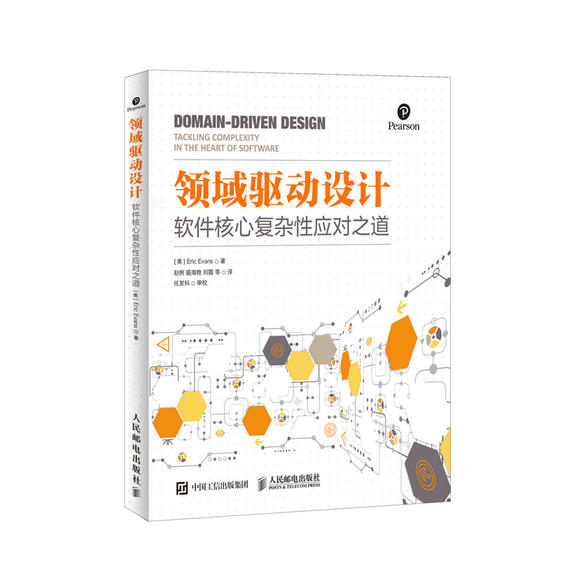 Pearson
领域驱动设计
软件核心复杂性应对之道
[美] Eric Evans 著
人民邮电出版社
Pearson
DOMAIN-DRIVEN DESIGN
TACKLING COMPLEXITY
IN THE HEART OF SOFTWARE
领域驱动设计
软件核心复杂性应对之道
[美] Eric Evans 著
赵俐 盛海艳 刘霞 等 译
任发科 审校
中国工信出版集团
人民邮电出版社
POSTS & TELECOM PRESS